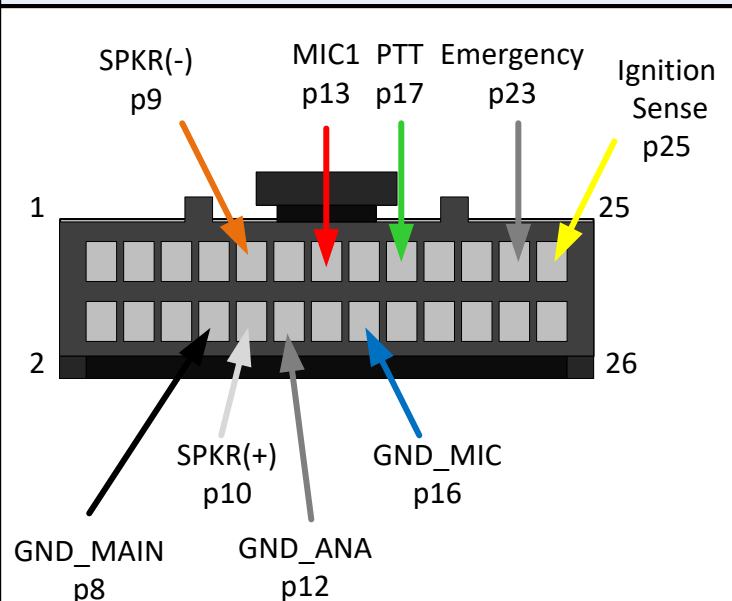 SPKR(-)
p9
MIC1
p13
PTT
p17
Emergency
p23
Ignition
Sense
p25
1
25
2
26
SPKR(+)
p10
GND_MIC
p16
GND_MAIN
p8
GND_ANA
p12